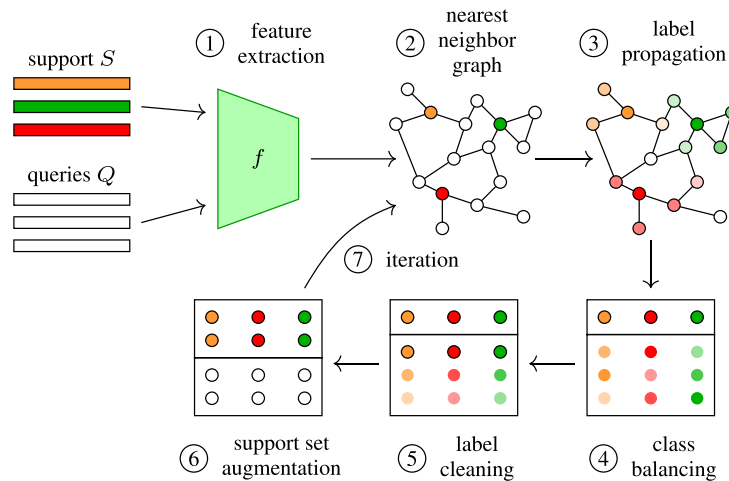 support S
queries Q
① feature
extraction
f
② nearest
neighbor
graph
③ label
propagation
⑦ iteration
⑥ support set
augmentation
⑤ label
cleaning
④ class
balancing